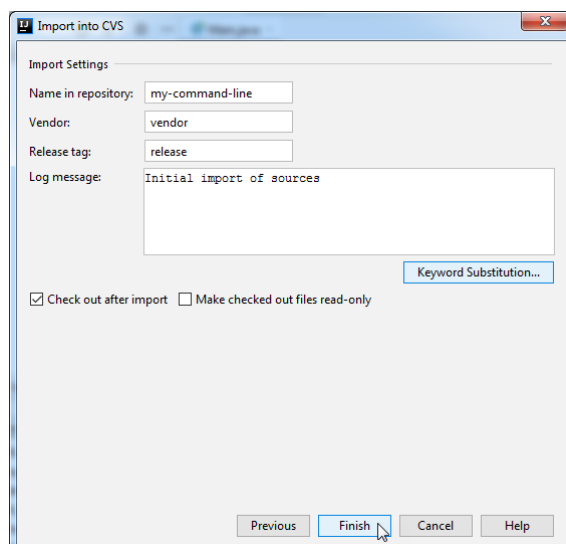 IJ Import into CVS
Import Settings
Name in repository: my-command-line
Vendor: vendor
Release tag: release
Log message: Initial import of sources
Keyword Substitution...
Check out after import Make checked out files read-only
Previous Finish Cancel Help